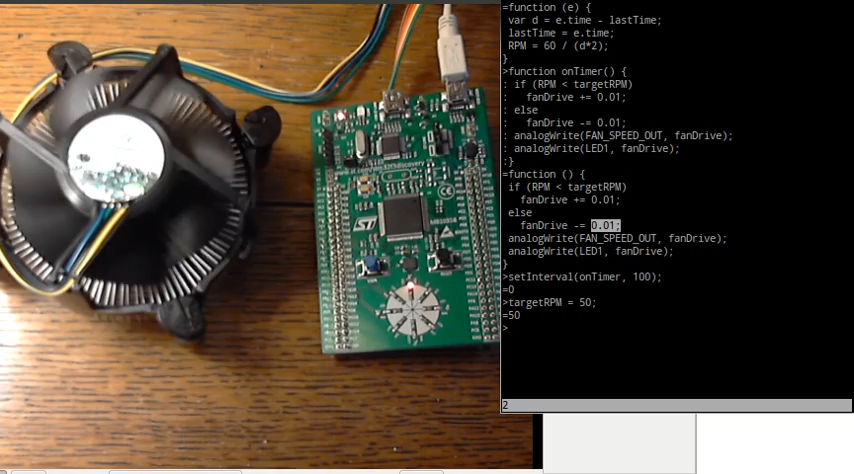 =function (e) {
var d = e.time - lastTime;
lastTime = e.time;
RPM = 60 / (d*2);
}
>function onTimer() {
: if (RPM < targetRPM)
:   fanDrive += 0.01;
: else
:   fanDrive -= 0.01;
: analogWrite(FAN_SPEED_OUT, fanDrive);
: analogWrite(LED1, fanDrive);
:}
=function () {
if (RPM < targetRPM)
fanDrive += 0.01;
else
fanDrive -= 0.01;
analogWrite(FAN_SPEED_OUT, fanDrive);
analogWrite(LED1, fanDrive);
}
>setInterval(onTimer, 100);
=0
>targetRPM = 50;
=50
>
2
CE
ST